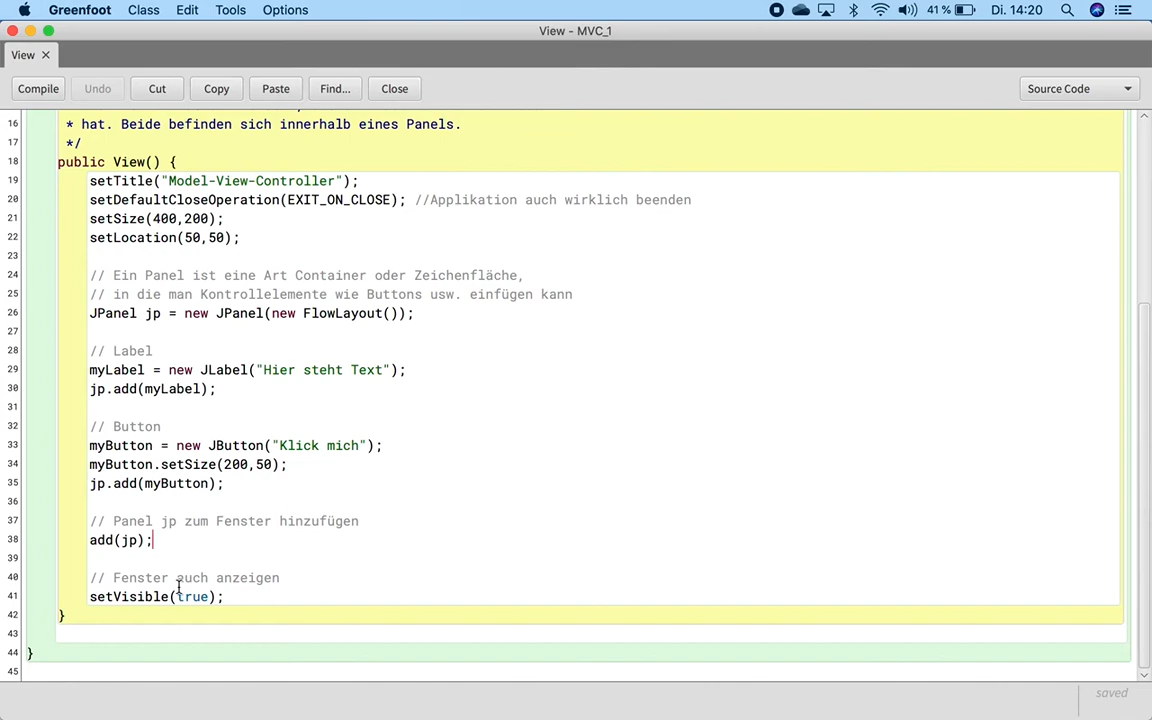 Greenfoot Class Edit Tools Options 41 % Di. 14:20
View - MVC_1
View ×
Compile Undo Cut Copy Paste Find... Close Source Code
16 * hat. Beide befinden sich innerhalb eines Panels.
17 */
18 public View() {
19 setTitle("Model-View-Controller");
20 setDefaultCloseOperation(EXIT_ON_CLOSE); //Applikation auch wirklich beenden
21 setSize(400,200);
22 setLocation(50,50);
23
24 // Ein Panel ist eine Art Container oder Zeichenfläche,
25 // in die man Kontrollelemente wie Buttons usw. einfügen kann
26 JPanel jp = new JPanel(new FlowLayout());
27
28 // Label
29 myLabel = new JLabel("Hier steht Text");
30 jp.add(myLabel);
31
32 // Button
33 myButton = new JButton("Klick mich");
34 myButton.setSize(200,50);
35 jp.add(myButton);
36
37 // Panel jp zum Fenster hinzufügen
38 add(jp);
39
40 // Fenster auch anzeigen
41 setVisible(true);
42 }
43
44 }
45
saved